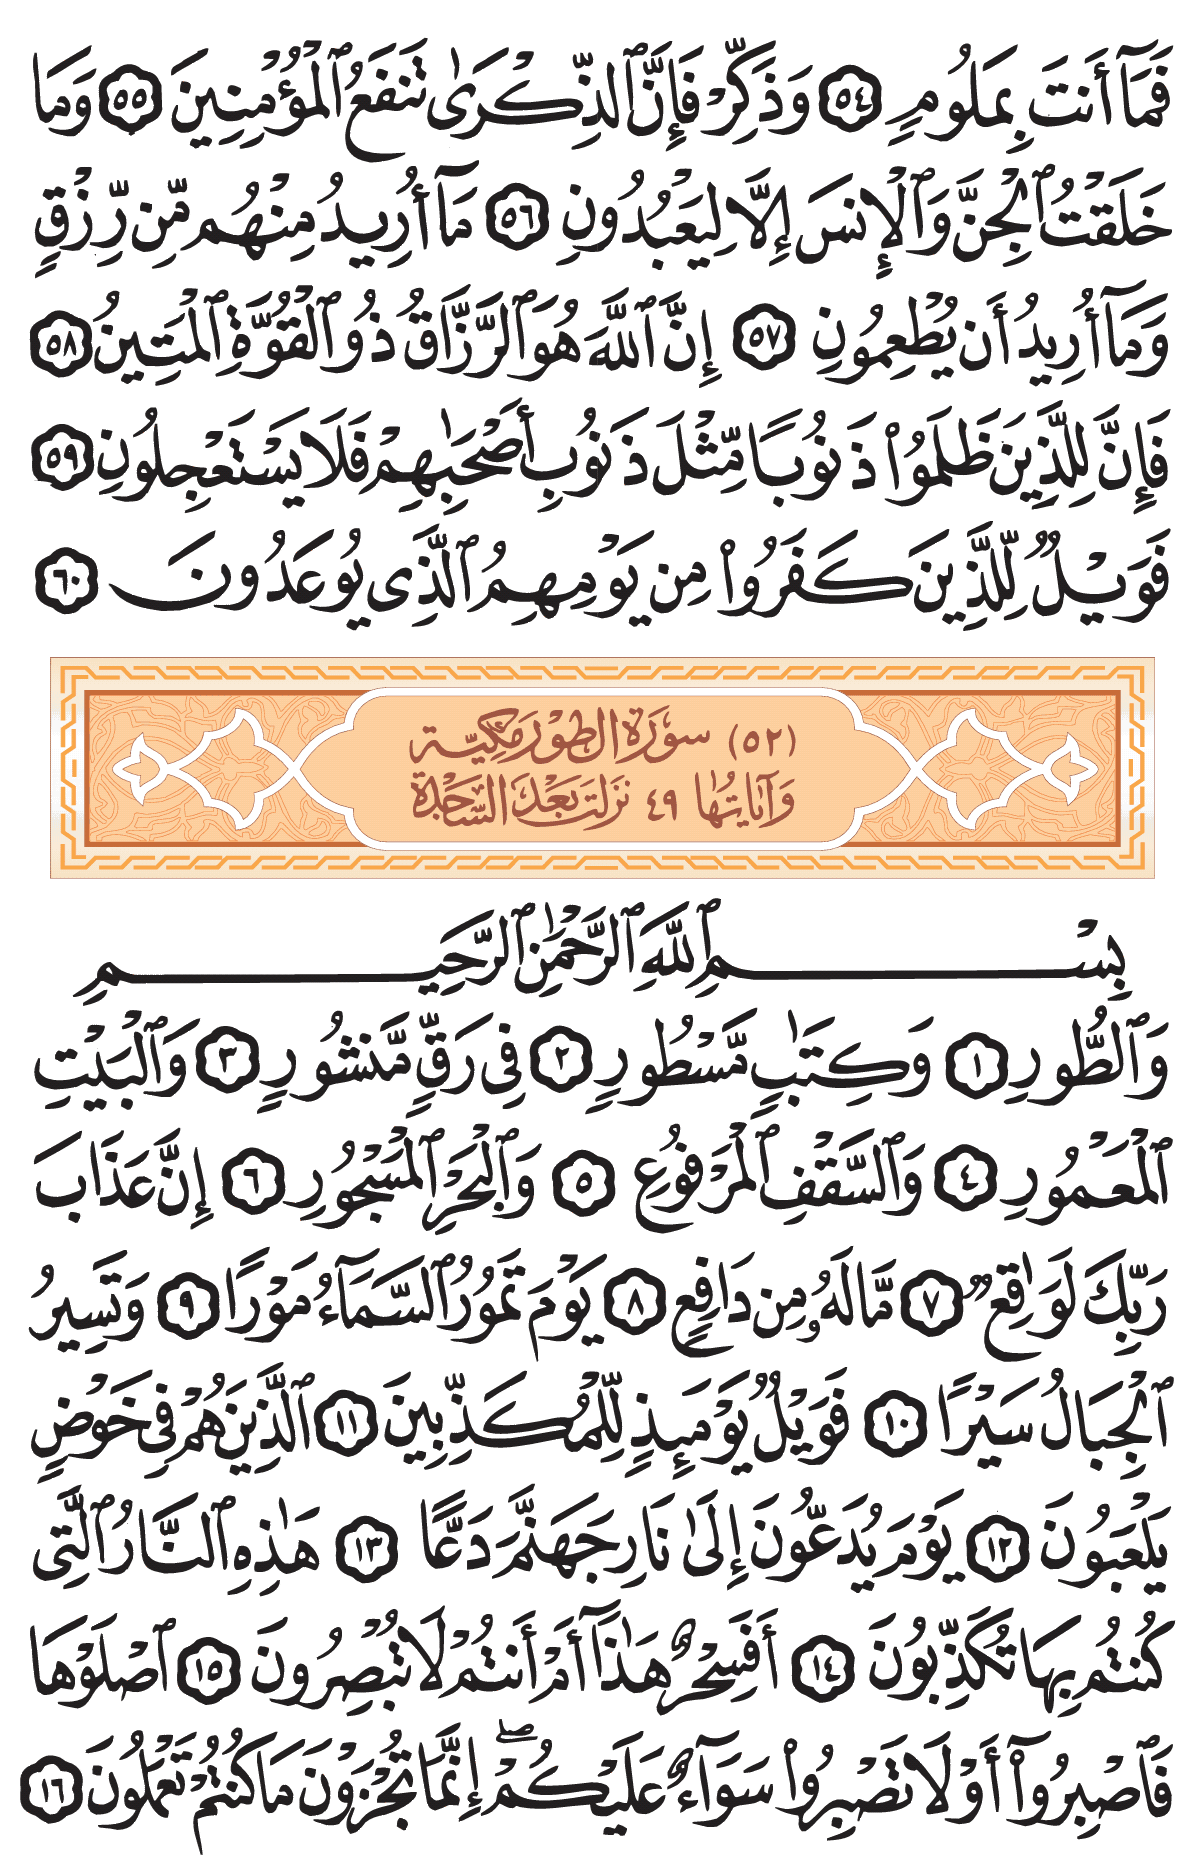 فَمَآ أَنتَ بِمَلُومٍ ٥٤ وَذَكِّرْ فَإِنَّ ٱلذِّكْرَىٰ تَنفَعُ ٱلْمُؤْمِنِينَ ٥٥ وَمَا
خَلَقْتُ ٱلْجِنَّ وَٱلْإِنسَ إِلَّا لِيَعْبُدُونِ ٥٦ مَآ أُرِيدُ مِنْهُم مِّن رِّزْقٍ
وَمَآ أُرِيدُ أَن يُطْعِمُونِ ٥٧ إِنَّ ٱللَّهَ هُوَ ٱلرَّزَّاقُ ذُو ٱلْقُوَّةِ ٱلْمَتِينُ ٥٨
فَإِنَّ لِلَّذِينَ ظَلَمُوا۟ ذَنُوبًا مِّثْلَ ذَنُوبِ أَصْحَٰبِهِمْ فَلَا يَسْتَعْجِلُونِ ٥٩
فَوَيْلٌ لِّلَّذِينَ كَفَرُوا۟ مِن يَوْمِهِمُ ٱلَّذِى يُوعَدُونَ ٦٠
(٥٢) سورة الطور مكية
وآياتها ٤٩ نزلت بعد السجدة
بِسْمِ ٱللَّهِ ٱلرَّحْمَٰنِ ٱلرَّحِيمِ
وَٱلطُّورِ ١ وَكِتَٰبٍ مَّسْطُورٍ ٢ فِى رَقٍّ مَّنشُورٍ ٣ وَٱلْبَيْتِ
ٱلْمَعْمُورِ ٤ وَٱلسَّقْفِ ٱلْمَرْفُوعِ ٥ وَٱلْبَحْرِ ٱلْمَسْجُورِ ٦ إِنَّ عَذَابَ
رَبِّكَ لَوَٰقِعٌ ٧ مَّا لَهُۥ مِن دَافِعٍ ٨ يَوْمَ تَمُورُ ٱلسَّمَآءُ مَوْرًا ٩ وَتَسِيرُ
ٱلْجِبَالُ سَيْرًا ١٠ فَوَيْلٌ يَوْمَئِذٍ لِّلْمُكَذِّبِينَ ١١ ٱلَّذِينَ هُمْ فِى خَوْضٍ
يَلْعَبُونَ ١٢ يَوْمَ يُدَعُّونَ إِلَىٰ نَارِ جَهَنَّمَ دَعًّا ١٣ هَٰذِهِ ٱلنَّارُ ٱلَّتِى
كُنتُم بِهَا تُكَذِّبُونَ ١٤ أَفَسِحْرٌ هَٰذَآ أَمْ أَنتُمْ لَا تُبْصِرُونَ ١٥ ٱصْلَوْهَا
فَٱصْبِرُوٓا۟ أَوْ لَا تَصْبِرُوا۟ سَوَآءٌ عَلَيْكُمْ ۖ إِنَّمَا تُجْزَوْنَ مَا كُنتُمْ تَعْمَلُونَ ١٦